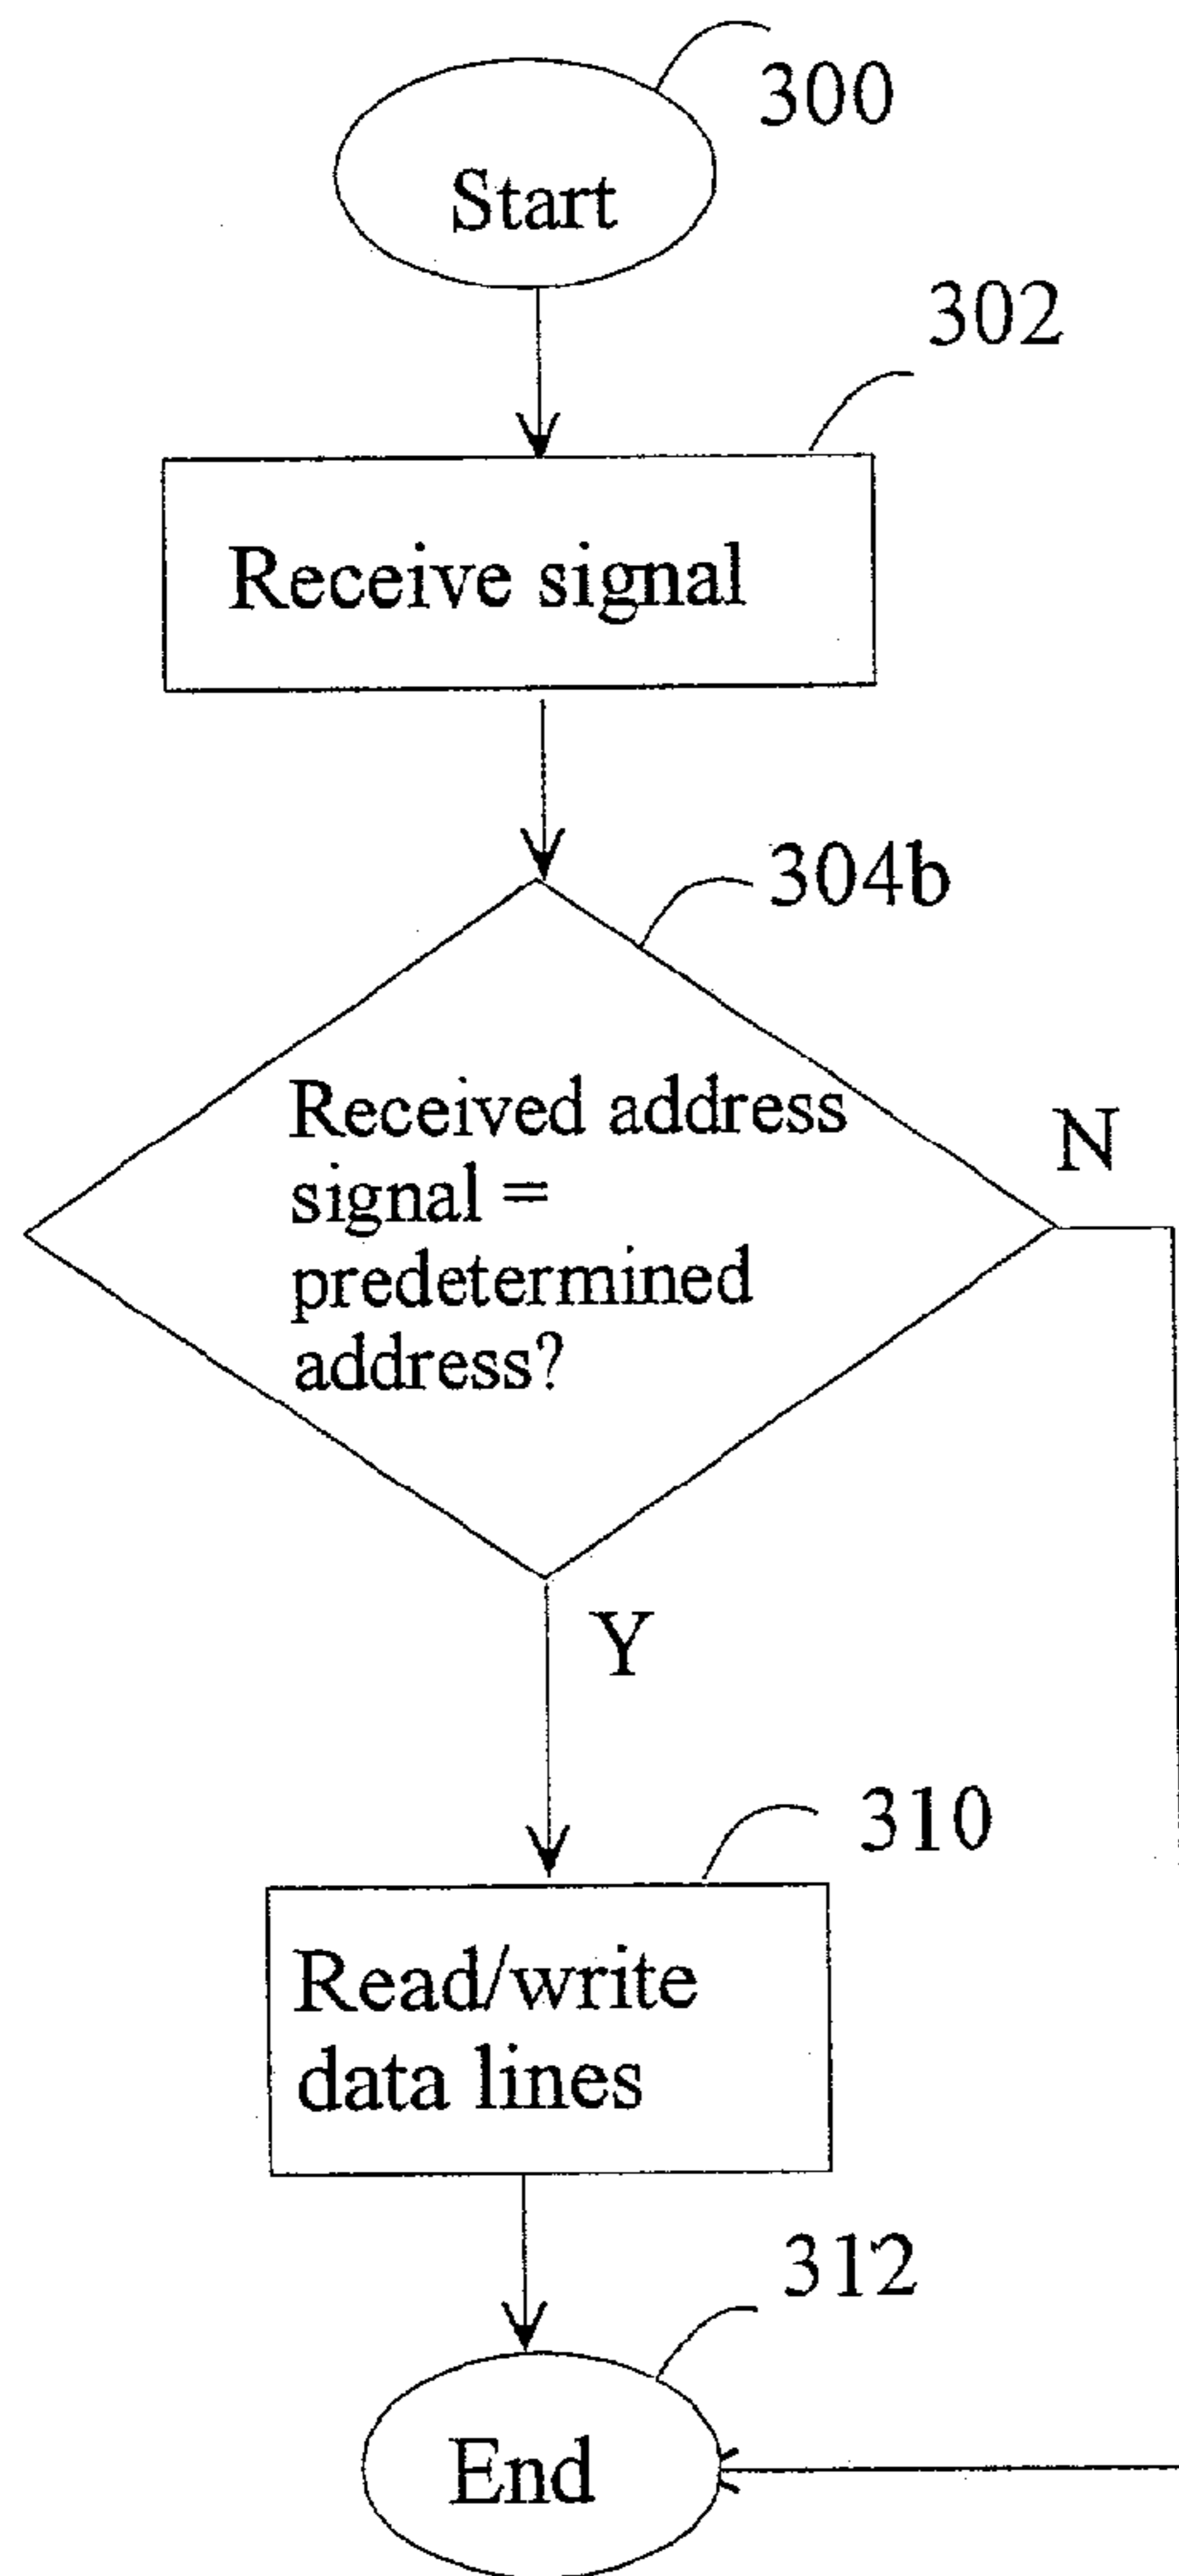 300
Start
302
Receive signal
304b
Received address
signal =
predetermined
address?
N
Y
310
Read/write
data lines
312
End